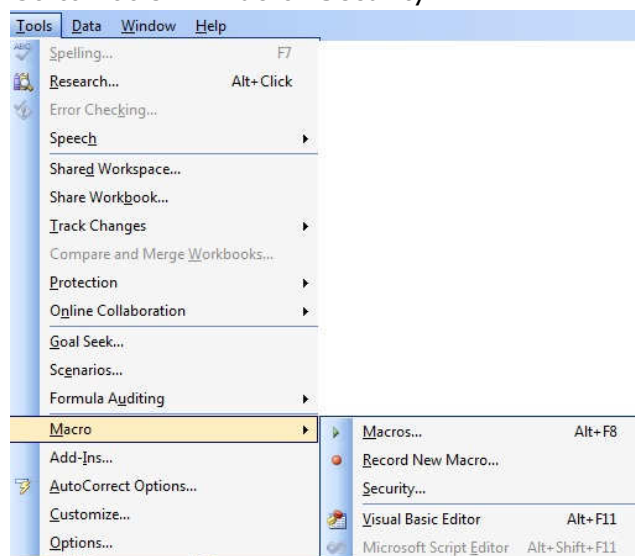 Tools Data Window Help
ABC Spelling... F7
Research... Alt+Click
Error Checking...
Speech
Shared Workspace...
Share Workbook...
Track Changes
Compare and Merge Workbooks...
Protection
Online Collaboration
Goal Seek...
Scenarios...
Formula Auditing
Macro
Add-Ins...
AutoCorrect Options...
Customize...
Options...
Macros... Alt+F8
Record New Macro...
Security...
Visual Basic Editor Alt+F11
Microsoft Script Editor Alt+Shift+F11